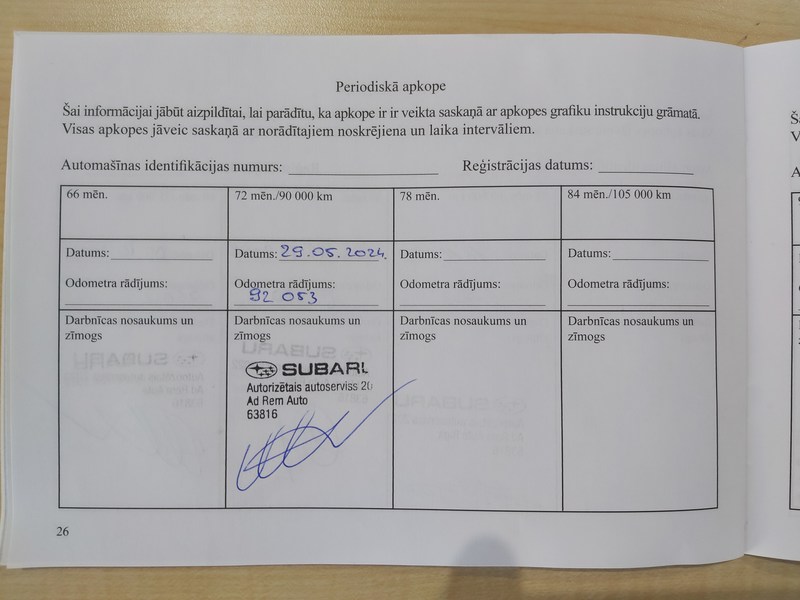 Periodiskā apkope
Šai informācijai jābūt aizpildītai, lai parādītu, ka apkope ir ir veikta saskaņā ar apkopes grafiku instrukciju grāmatā.
Visas apkopes jāveic saskaņā ar norādītajiem noskrējiena un laika intervāliem.
Automašīnas identifikācijas numurs: Reģistrācijas datums:
66 mēn. 72 mēn./90 000 km 78 mēn. 84 mēn./105 000 km
Datums: Datums: 29.05.2024. Datums: Datums:
Odometra rādījums: Odometra rādījums: Odometra rādījums: Odometra rādījums:
92 053
Darbnīcas nosaukums un Darbnīcas nosaukums un Darbnīcas nosaukums un Darbnīcas nosaukums un
zīmogs zīmogs zīmogs zīmogs
SUBARU
Autorizētais autoserviss 20
Ad Rem Auto
63816
26